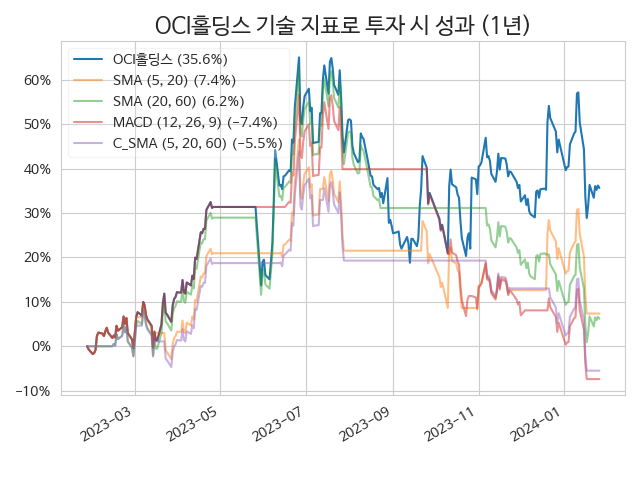 OCI홀딩스 기술 지표로 투자 시 성과 (1년)
OCI홀딩스 (35.6%)
SMA (5, 20) (7.4%)
SMA (20, 60) (6.2%)
MACD (12, 26, 9) (−7.4%)
C_SMA (5, 20, 60) (−5.5%)
60%
50%
40%
30%
20%
10%
0%
−10%
2023−03
2023−05
2023−07
2023−09
2023−11
2024−01